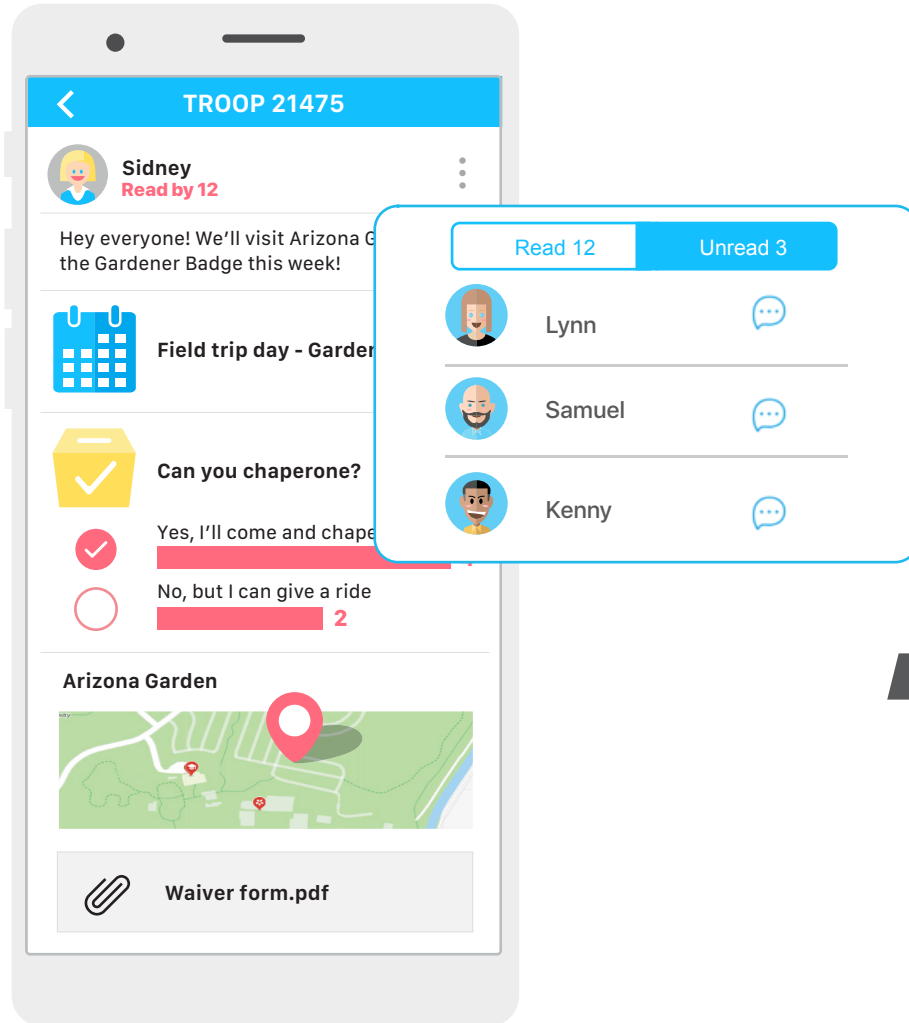 TROOP 21475
Sidney
Read by 12
Hey everyone! We’ll visit Arizona
the Gardener Badge this week!
Read 12
Unread 3
Lynn
Samuel
Kenny
Field trip day -
Can you chaperone?
Yes, I’ll come and
No, but I can give a ride
2
Arizona Garden
Waiver form.pdf